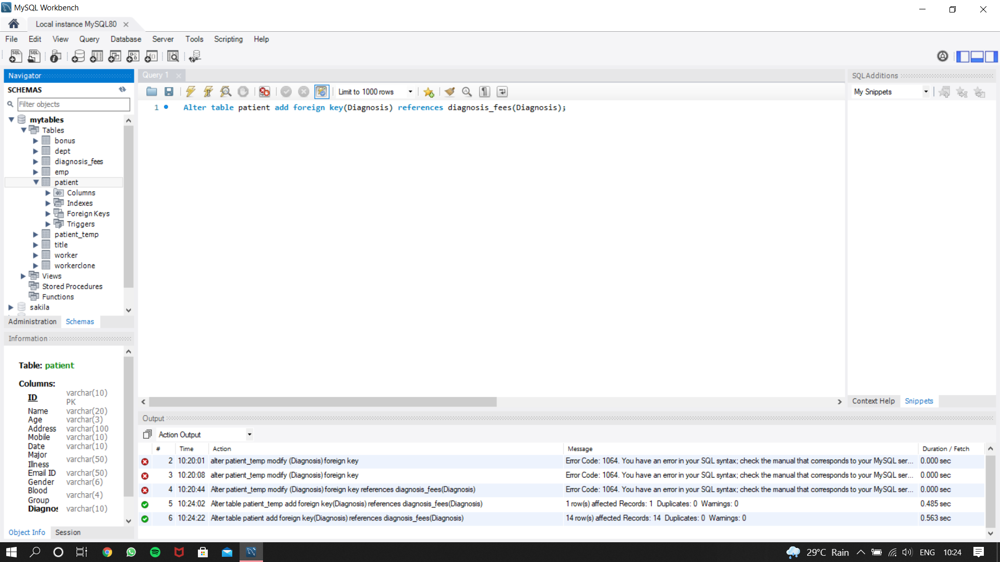 MySQL Workbench
Local instance MySQL80
File Edit View Query Database Server Tools Scripting Help
Navigator
SCHEMAS
Filter objects
mytables
Tables
bonus
dept
diagnosis_fees
emp
patient
Columns
Indexes
Foreign Keys
Triggers
patient_temp
title
worker
workerclone
Views
Stored Procedures
Functions
sakila
Administration Schemas
Information
Table: patient
Columns:
ID varchar(10)
PK
Name varchar(20)
Age varchar(3)
Address varchar(100
Mobile varchar(10)
Date varchar(10)
Major
Illness varchar(50)
Email ID varchar(50)
Gender varchar(6)
Blood
Group varchar(4)
Diagnos varchar(10)
Object Info Session
Query 1
Limit to 1000 rows
1 Alter table patient add foreign key(Diagnosis) references diagnosis_fees(Diagnosis);
SQLAdditions
My Snippets
Context Help Snippets
Output
Action Output
# Time Action Message Duration / Fetch
2 10:20:01 alter patient_temp modify (Diagnosis) foreign key Error Code: 1064. You have an error in your SQL syntax; check the manual that corresponds to your MySQL ser... 0.000 sec
3 10:20:08 alter patient_temp modify (Diagnosis) foreign key Error Code: 1064. You have an error in your SQL syntax; check the manual that corresponds to your MySQL ser... 0.000 sec
4 10:20:44 Alter patient_temp modify (Diagnosis) foreign key references diagnosis_fees(Diagnosis) Error Code: 1064. You have an error in your SQL syntax; check the manual that corresponds to your MySQL ser... 0.000 sec
5 10:24:02 Alter table patient_temp add foreign key(Diagnosis) references diagnosis_fees(Diagnosis) 1 row(s) affected Records: 1 Duplicates: 0 Warnings: 0 0.485 sec
6 10:24:22 Alter table patient add foreign key(Diagnosis) references diagnosis_fees(Diagnosis) 14 row(s) affected Records: 14 Duplicates: 0 Warnings: 0 0.563 sec
29°C Rain ENG 10:24